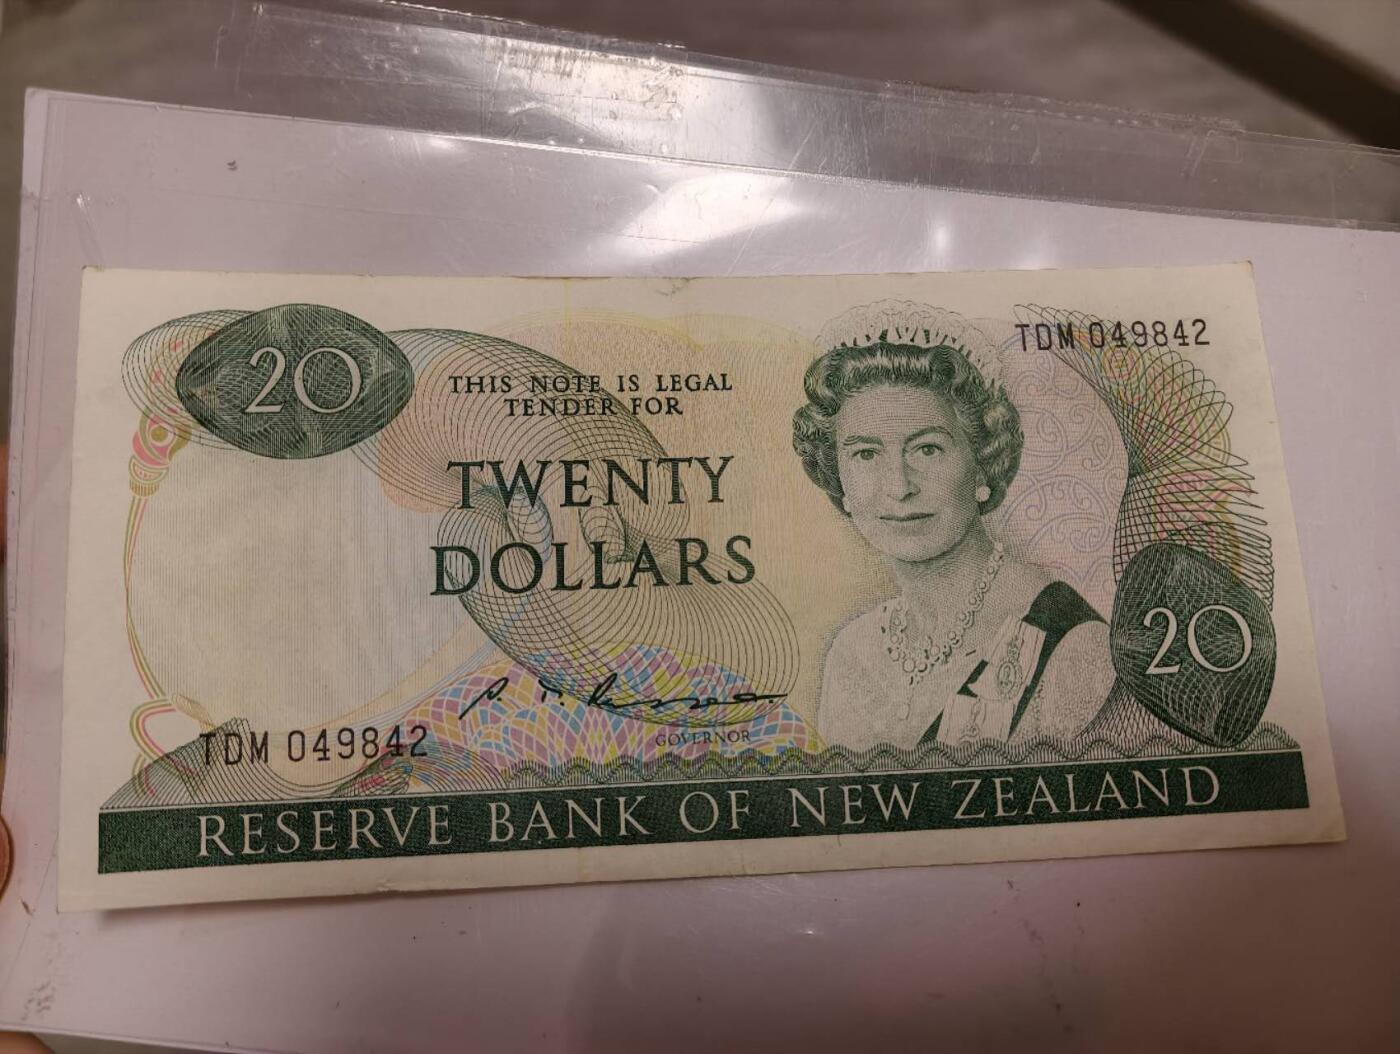 20
TDM 049842
THIS NOTE IS LEGAL
TENDER FOR
TWENTY
DOLLARS
20
GOVERNOR
TDM 049842
RESERVE BANK OF NEW ZEALAND